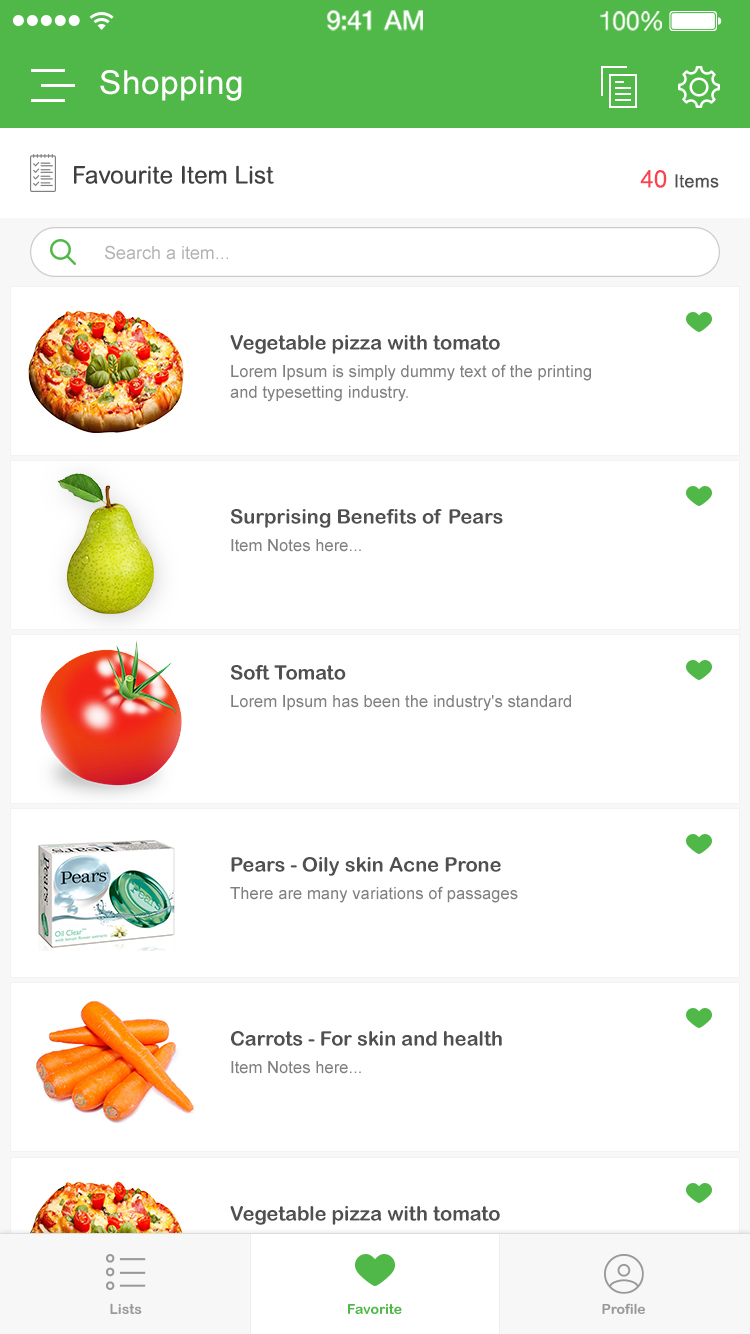 9:41 AM 100%
Shopping
Favourite Item List
40 Items
Search a item...
Vegetable pizza with tomato
Lorem Ipsum is simply dummy text of the printing
and typesetting industry.
Surprising Benefits of Pears
Item Notes here...
Soft Tomato
Lorem Ipsum has been the industry's standard
Pears
Pears
Pears
Oil Clear™
Pears - Oily skin Acne Prone
There are many variations of passages
Carrots - For skin and health
Item Notes here...
Vegetable pizza with tomato
Lists
Favorite
Profile